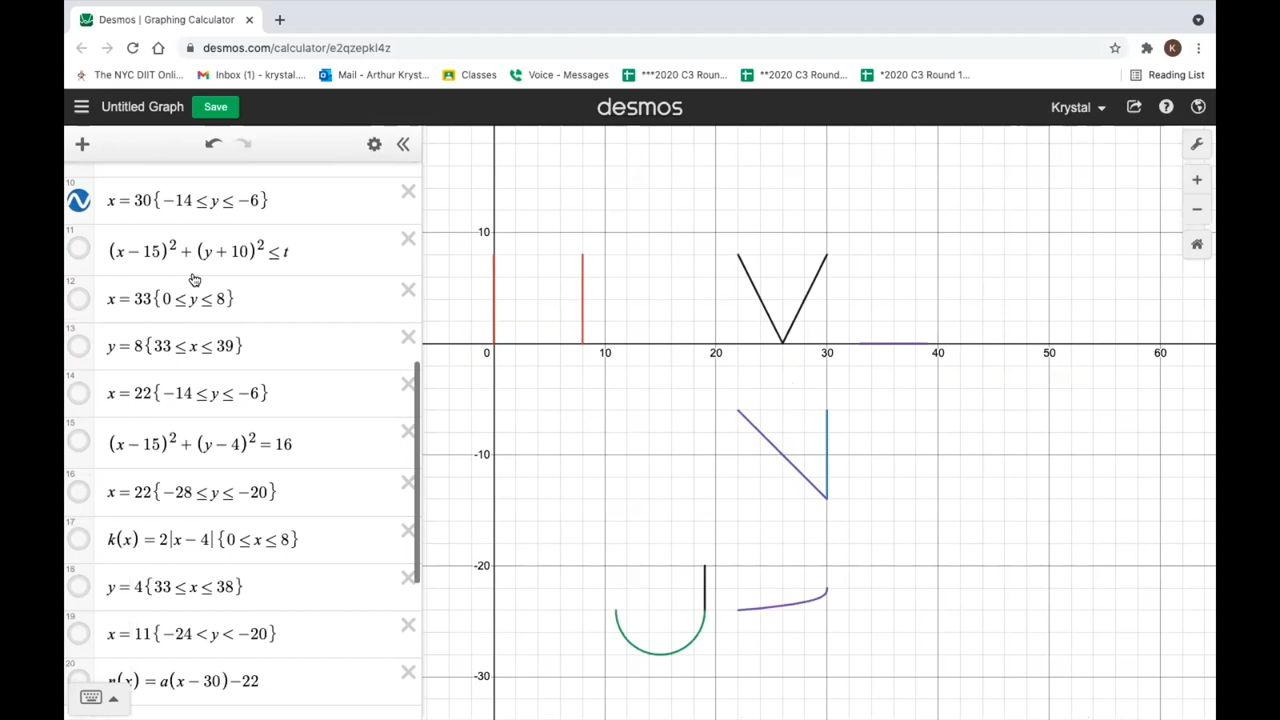 Desmos | Graphing Calculator
desmos.com/calculator/e2qzepkl4z
The NYC DIIT Onli... Inbox (1) - krystal.... Mail - Arthur Kryst... Classes Voice - Messages ***2020 C3 Roun... **2020 C3 Round... *2020 C3 Round 1... Reading List
Untitled Graph Save desmos Krystal
10 x = 30{−14 ≤ y ≤ −6}
11 (x − 15)² + (y + 10)² ≤ t
12 x = 33{0 ≤ y ≤ 8}
13 y = 8{33 ≤ x ≤ 39}
14 x = 22{−14 ≤ y ≤ −6}
15 (x − 15)² + (y − 4)² = 16
16 x = 22{−28 ≤ y ≤ −20}
17 k(x) = 2|x − 4|{0 ≤ x ≤ 8}
18 y = 4{33 ≤ x ≤ 38}
19 x = 11{−24 < y < −20}
20 (x) = a(x − 30) − 22
10
0 10 20 30 40 50 60
-10
-20
-30
K